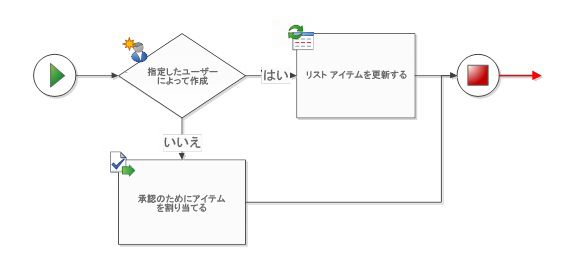 指定したユーザー
によって作成
はい
リスト アイテムを更新する
いいえ
承認のためにアイテム
を割り当てる